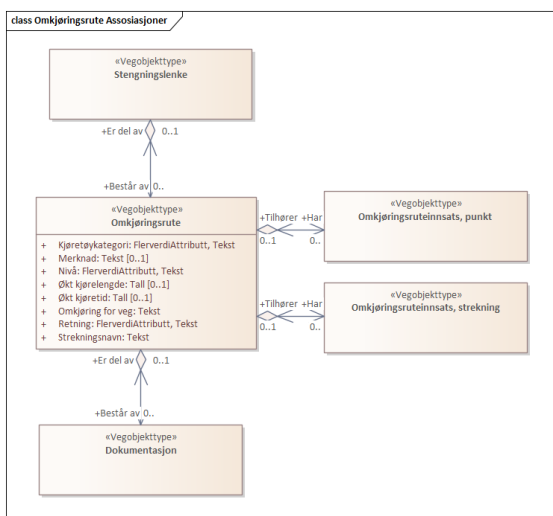 class Omkjøringsrute Assosiasjoner
«Vegobjekttype»
Stengningslenke
+Er del av 0..1
+Består av 0..
«Vegobjekttype»
Omkjøringsrute
+ Kjøretøykategori: FlerverdiAttributt, Tekst
+ Merknad: Tekst [0..1]
+ Nivå: FlerverdiAttributt, Tekst
+ Økt kjørelengde: Tall [0..1]
+ Økt kjøretid: Tall [0..1]
+ Omkjøring for veg: Tekst
+ Retning: FlerverdiAttributt, Tekst
+ Strekningsnavn: Tekst
+Tilhører +Har
0..1 0..
«Vegobjekttype»
Omkjøringsruteinnsats, punkt
+Tilhører +Har
0..1 0..
«Vegobjekttype»
Omkjøringsruteinnsats, strekning
+Er del av 0..1
+Består av 0..
«Vegobjekttype»
Dokumentasjon